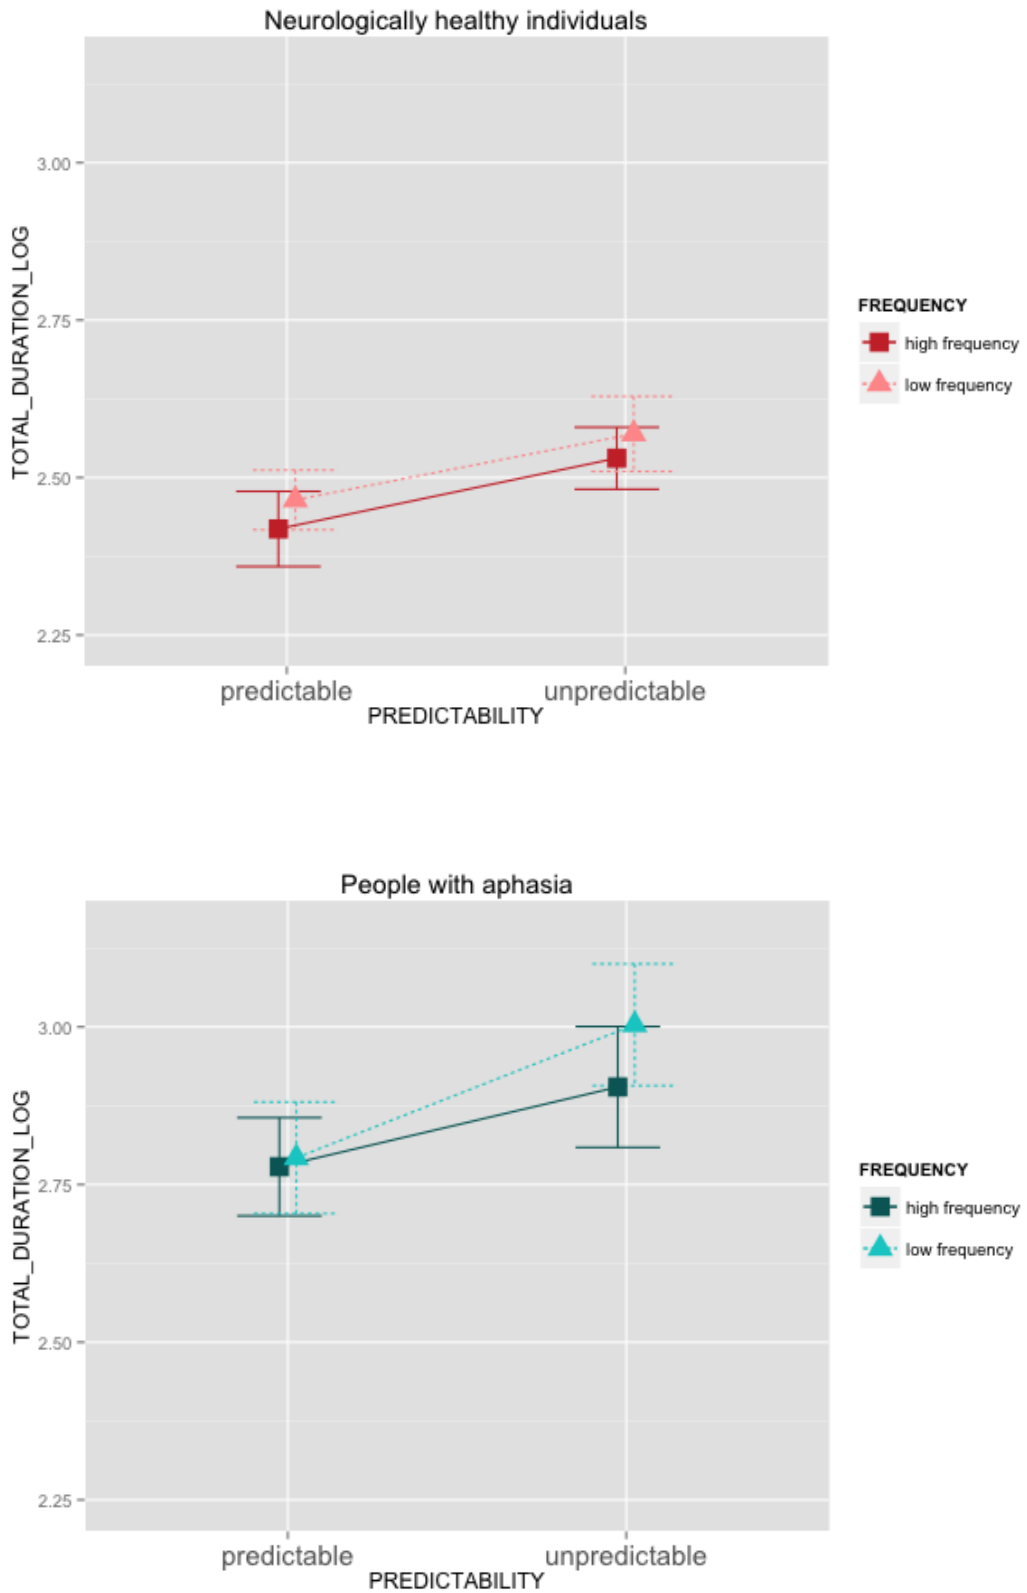 Neurologically healthy individuals
3.00
2.75
2.50
2.25
TOTAL_DURATION_LOG
predictable unpredictable
PREDICTABILITY
FREQUENCY
high frequency
low frequency
People with aphasia
3.00
2.75
2.50
2.25
TOTAL_DURATION_LOG
predictable unpredictable
PREDICTABILITY
FREQUENCY
high frequency
low frequency